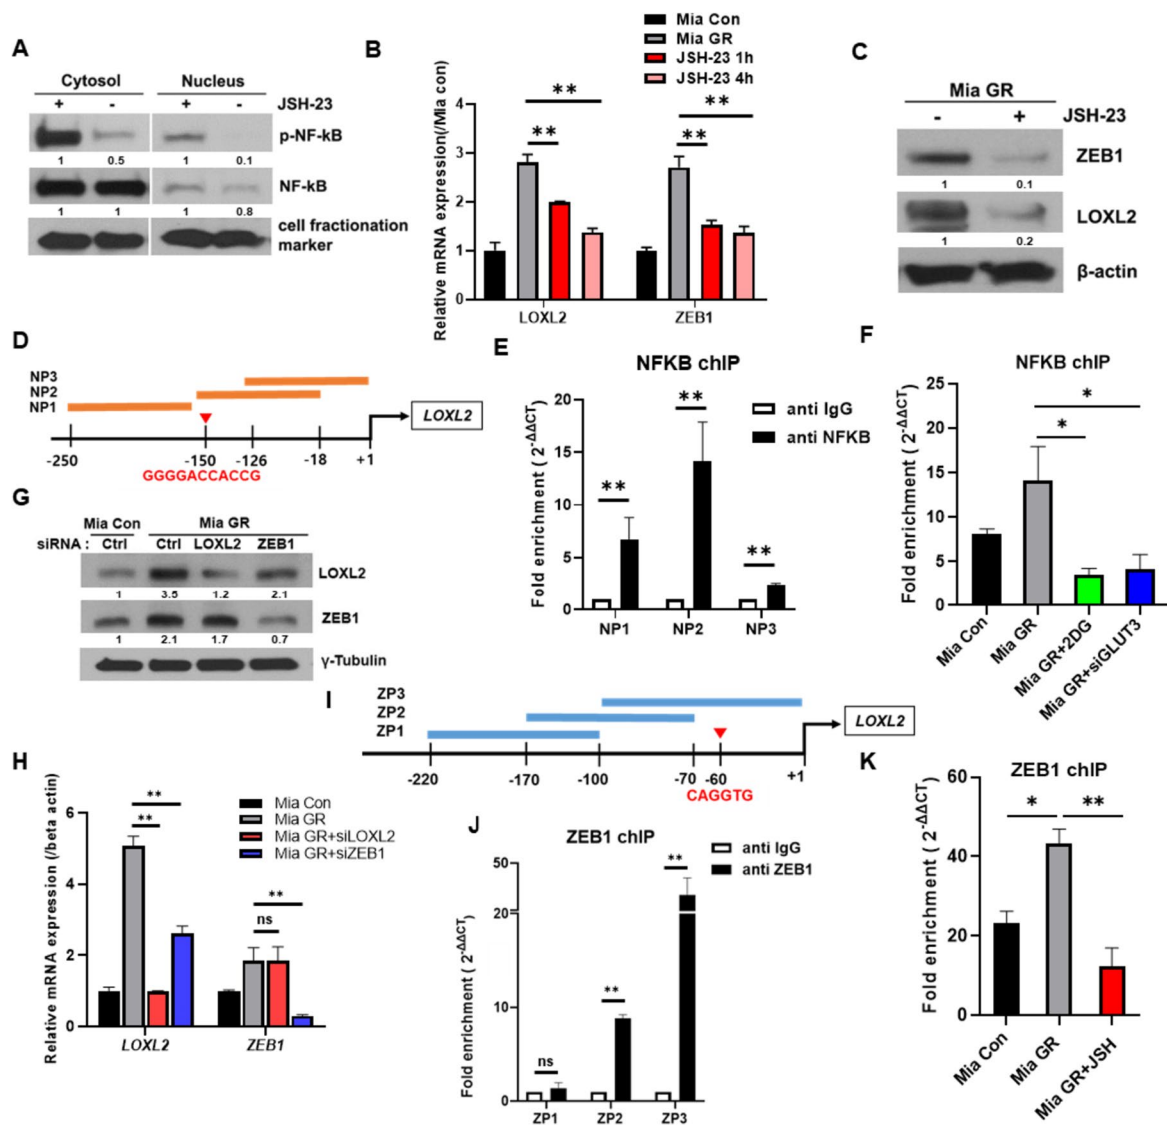 A
Cytosol Nucleus
+ - + - JSH-23
p-NF-kB
1 0.5 1 0.1
NF-kB
1 1 1 0.8
cell fractionation
marker
B
Mia Con
Mia GR
JSH-23 1h
JSH-23 4h
Relative mRNA expression(/Mia con)
4
3
2
1
0
** ** ** **
LOXL2 ZEB1
C
Mia GR
- + JSH-23
ZEB1
1 0.1
LOXL2
1 0.2
β-actin
D
NP3
NP2
NP1
LOXL2
-250 -150 -126 -18 +1
GGGGACCACCG
E
NFKB chIP
anti IgG
anti NFKB
Fold enrichment ( 2-ΔΔCT)
20
15
10
5
0
** ** **
NP1 NP2 NP3
F
NFKB chIP
Fold enrichment ( 2-ΔΔCT)
25
20
15
10
5
0
* *
Mia Con
Mia GR
Mia GR+2DG
Mia GR+siGLUT3
G
Mia Con Mia GR
siRNA : Ctrl Ctrl LOXL2 ZEB1
LOXL2
1 3.5 1.2 2.1
ZEB1
1 2.1 1.7 0.7
γ-Tubulin
H
Mia Con
Mia GR
Mia GR+siLOXL2
Mia GR+siZEB1
Relative mRNA expression (/beta actin)
6
4
2
0
** ** ** ns
LOXL2 ZEB1
I
ZP3
ZP2
ZP1
LOXL2
-220 -170 -100 -70 -60 +1
CAGGTG
J
ZEB1 chIP
anti IgG
anti ZEB1
Fold enrichment ( 2-ΔΔCT)
50
20
10
0
ns ** **
ZP1 ZP2 ZP3
K
ZEB1 chIP
Fold enrichment ( 2-ΔΔCT)
60
40
20
0
* **
Mia Con
Mia GR
Mia GR+JSH